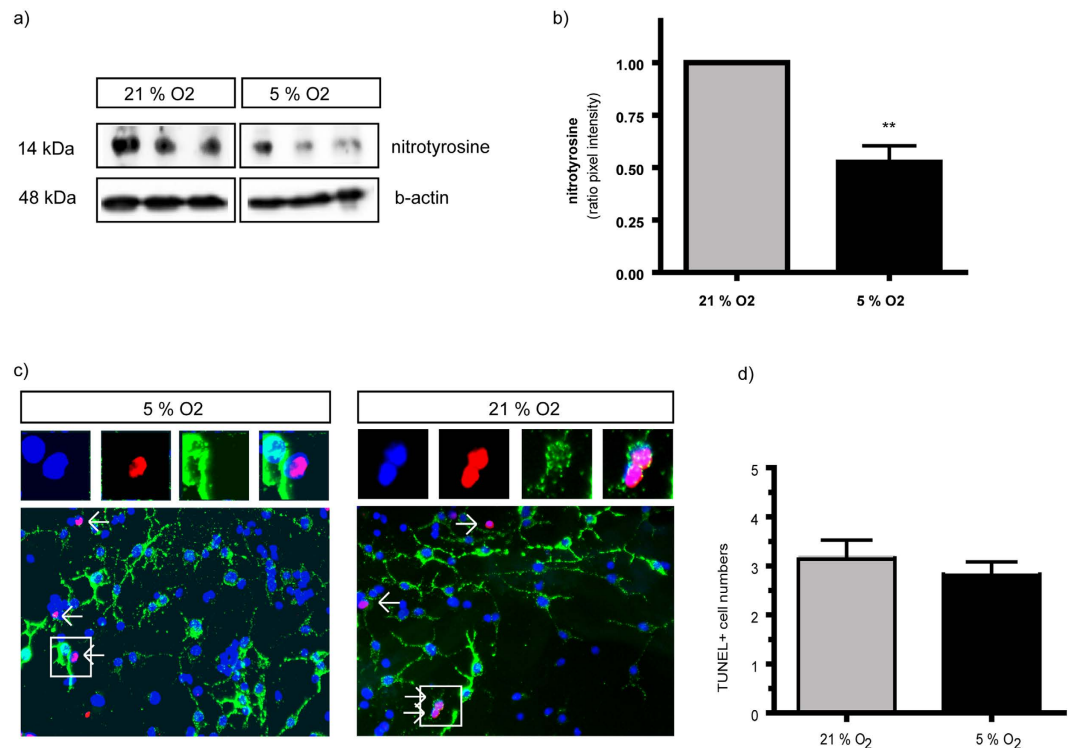 a)
21 % O2 5 % O2
14 kDa nitrotyrosine
48 kDa b-actin
b)
nitrotyrosine
(ratio pixel intensity)
1.00
0.75
0.50
0.25
0.00
**
21 % O2 5 % O2
c)
5 % O2 21 % O2
d)
TUNEL+ cell numbers
5
4
3
2
1
0
21 % O₂ 5 % O₂